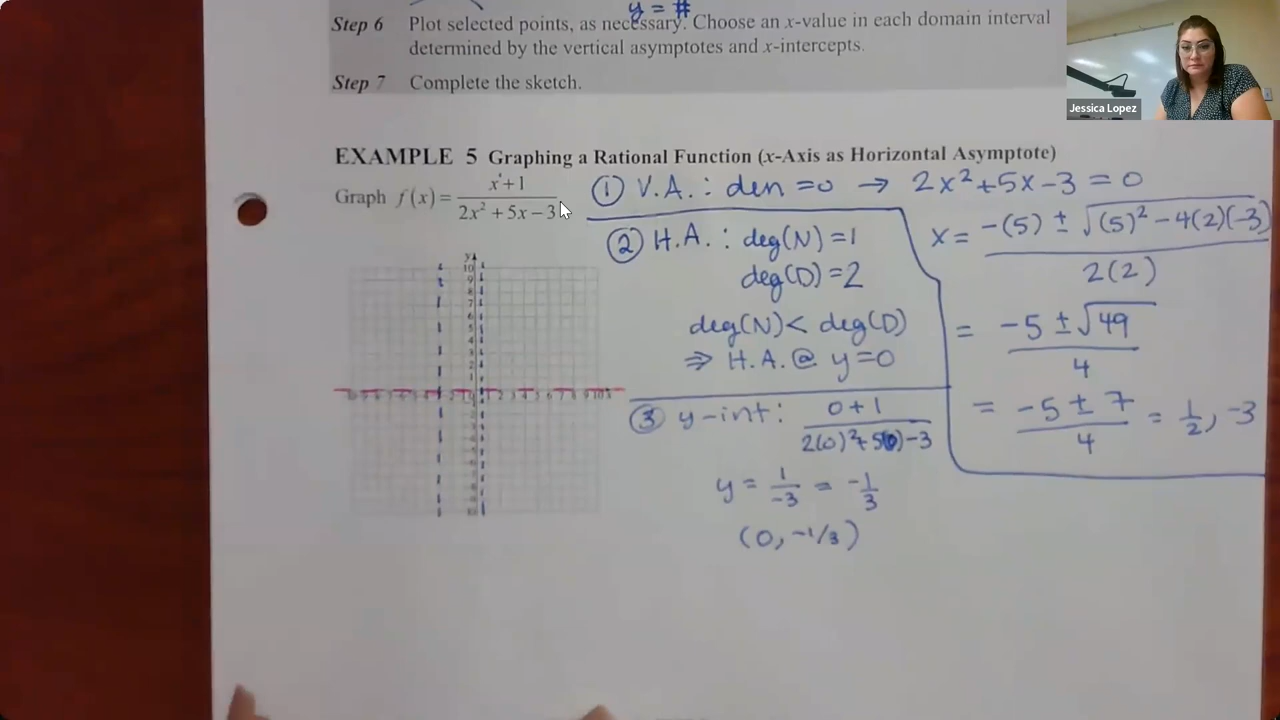 y = #
Step 6 Plot selected points, as necessary. Choose an x-value in each domain interval
determined by the vertical asymptotes and x-intercepts.
Step 7 Complete the sketch.
Jessica Lopez
EXAMPLE 5 Graphing a Rational Function (x-Axis as Horizontal Asymptote)
Graph f(x) = x+1 / 2x² + 5x − 3
① V.A.: den = 0 → 2x² + 5x − 3 = 0
x = −(5) ± √(5)² − 4(2)(−3) / 2(2)
= −5 ± √49 / 4
= −5 ± 7 / 4 = 1/2, −3
② H.A.: deg(N) = 1
deg(D) = 2
deg(N) < deg(D)
⇒ H.A. @ y = 0
③ y-int: 0 + 1 / 2(0)² + 5(0) − 3
y = 1/−3 = −1/3
(0, −1/3)
y